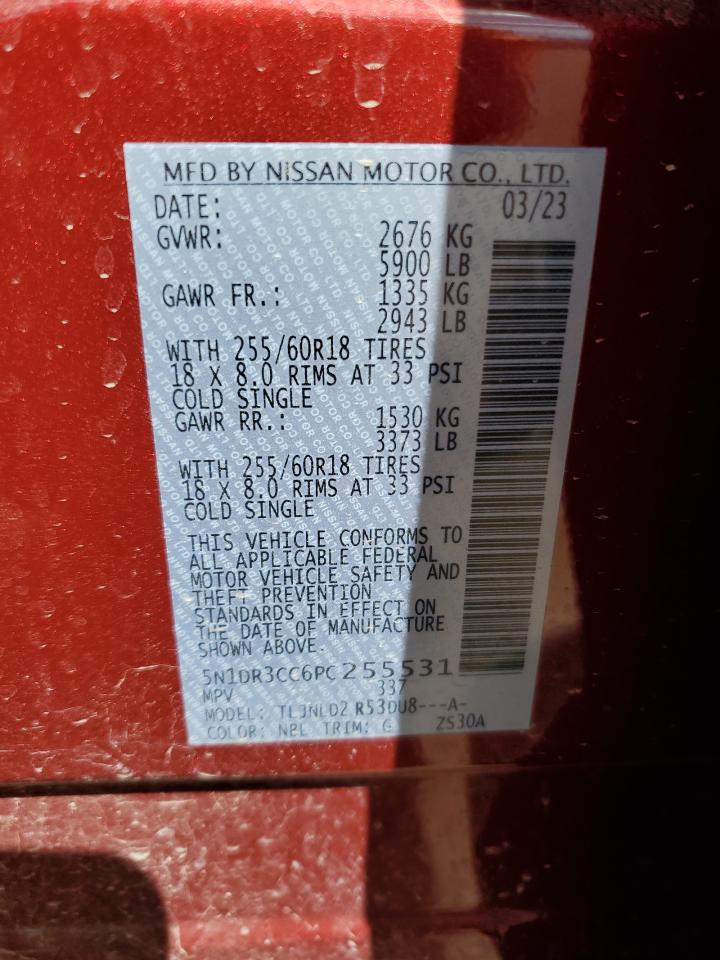 MFD BY NISSAN MOTOR CO., LTD.
DATE: 03/23
GVWR: 2676 KG
5900 LB
GAWR FR.: 1335 KG
2943 LB
WITH 255/60R18 TIRES
18 X 8.0 RIMS AT 33 PSI
COLD SINGLE
GAWR RR.: 1530 KG
3373 LB
WITH 255/60R18 TIRES
18 X 8.0 RIMS AT 33 PSI
COLD SINGLE
THIS VEHICLE CONFORMS TO
ALL APPLICABLE FEDERAL
MOTOR VEHICLE SAFETY AND
THEFT PREVENTION
STANDARDS IN EFFECT ON
THE DATE OF MANUFACTURE
SHOWN ABOVE.
5N1DR3CC6PC255531
MPV 337
MODEL: TLJNLD2 R53DU8---A-
COLOR: NBL TRIM: G ZS30A